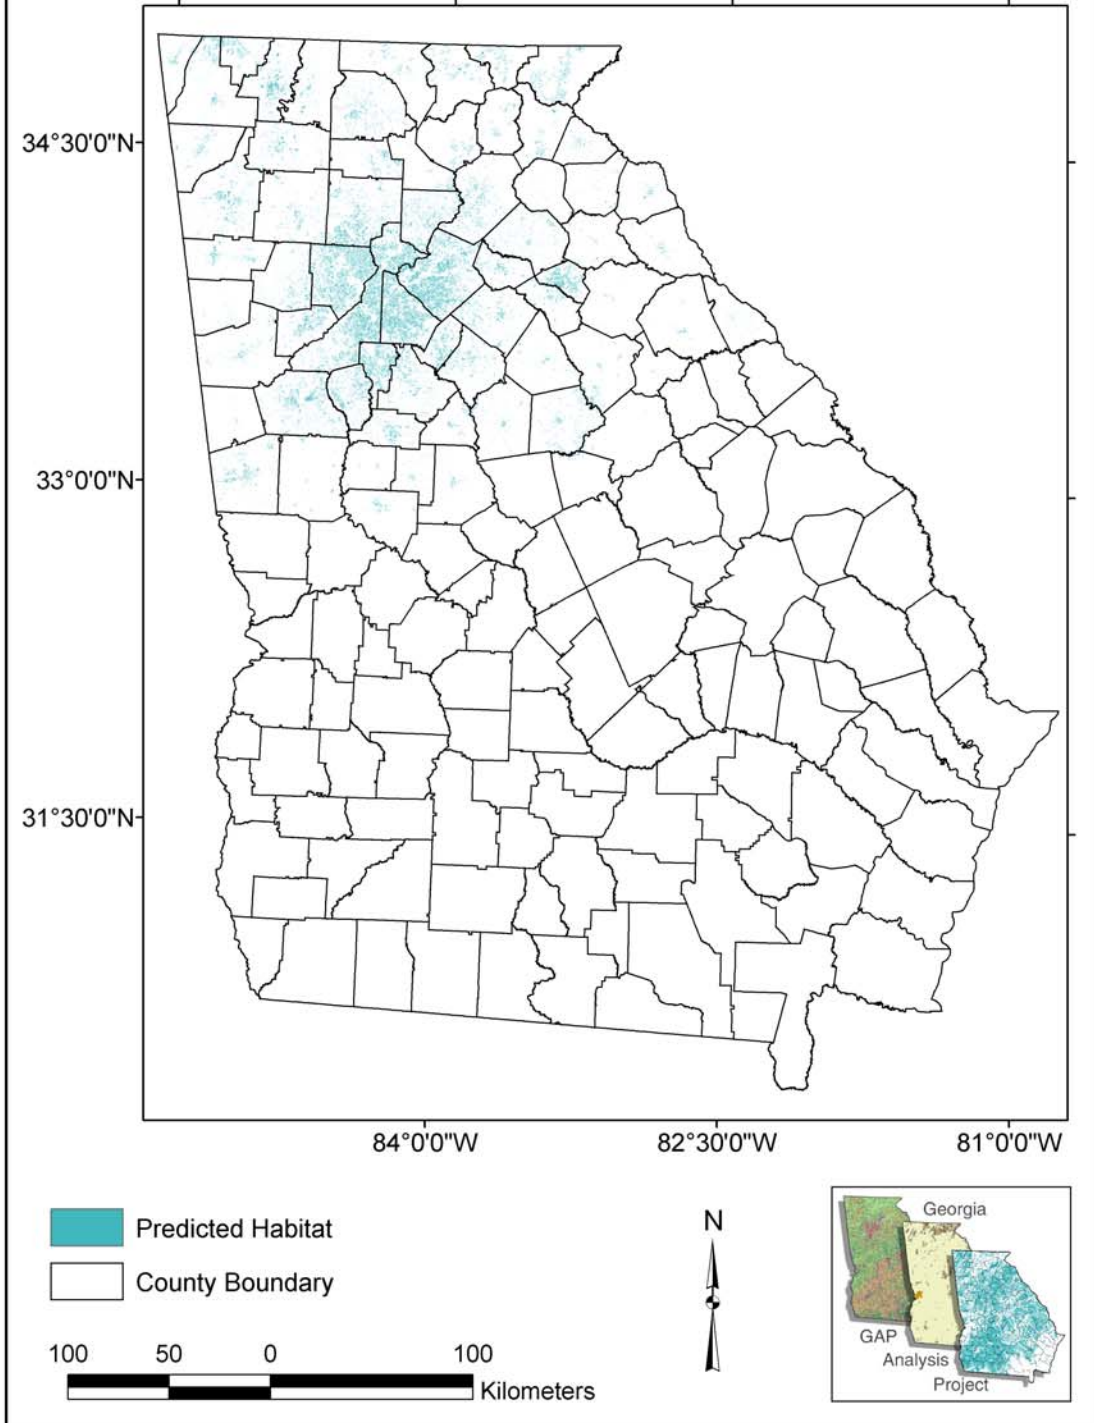 34°30'0"N
33°0'0"N
31°30'0"N
84°0'0"W 82°30'0"W 81°0'0"W
Predicted Habitat
County Boundary
100 50 0 100
Kilometers
N
Georgia
GAP
Analysis
Project